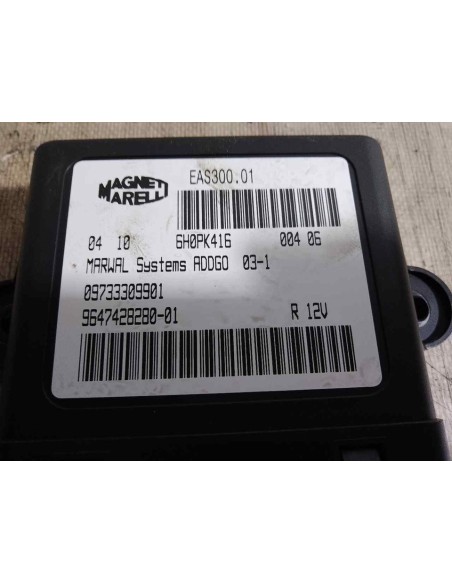 MAGNETI
MARELLI
EAS300.01
04 10 6H0PK416 004 06
MARWAL Systems ADDGO 03-1
09733309901
9647428280-01 R 12V